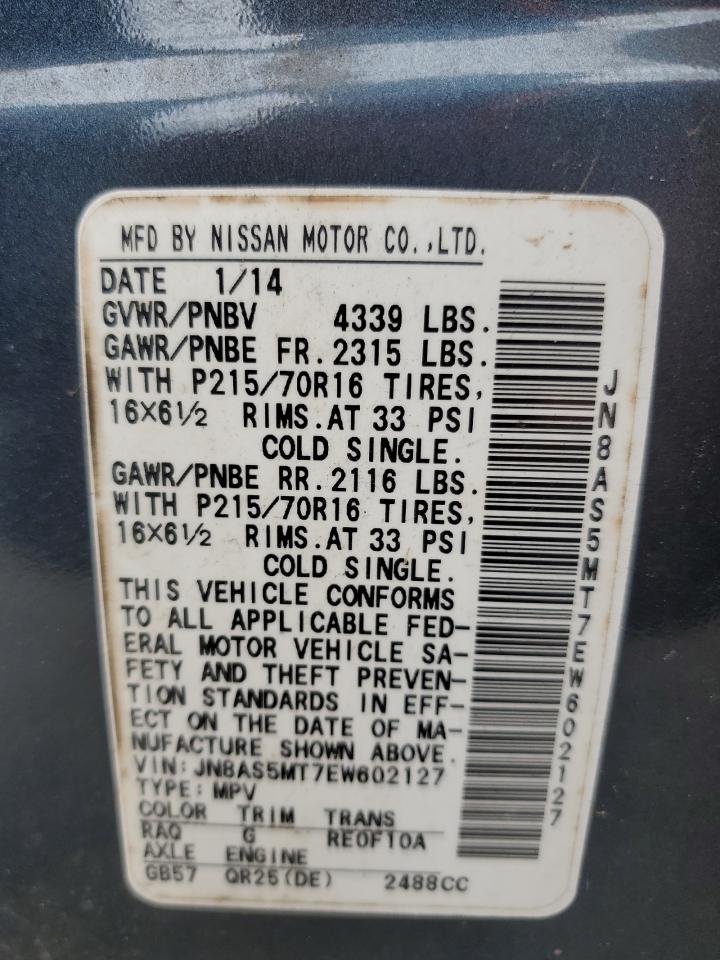 MFD BY NISSAN MOTOR CO.,LTD.
DATE 1/14
GVWR/PNBV 4339 LBS.
GAWR/PNBE FR.2315 LBS.
WITH P215/70R16 TIRES,
16X6½ RIMS.AT 33 PSI
COLD SINGLE.
GAWR/PNBE RR.2116 LBS.
WITH P215/70R16 TIRES,
16X6½ RIMS.AT 33 PSI
COLD SINGLE.
THIS VEHICLE CONFORMS
TO ALL APPLICABLE FED-
ERAL MOTOR VEHICLE SA-
FETY AND THEFT PREVEN-
TION STANDARDS IN EFF-
ECT ON THE DATE OF MA-
NUFACTURE SHOWN ABOVE.
VIN: JN8AS5MT7EW602127
TYPE: MPV
COLOR TRIM TRANS
RAQ G RE0F10A
AXLE ENGINE
GB57 QR25(DE) 2488CC
JN8AS5MT7EW602127